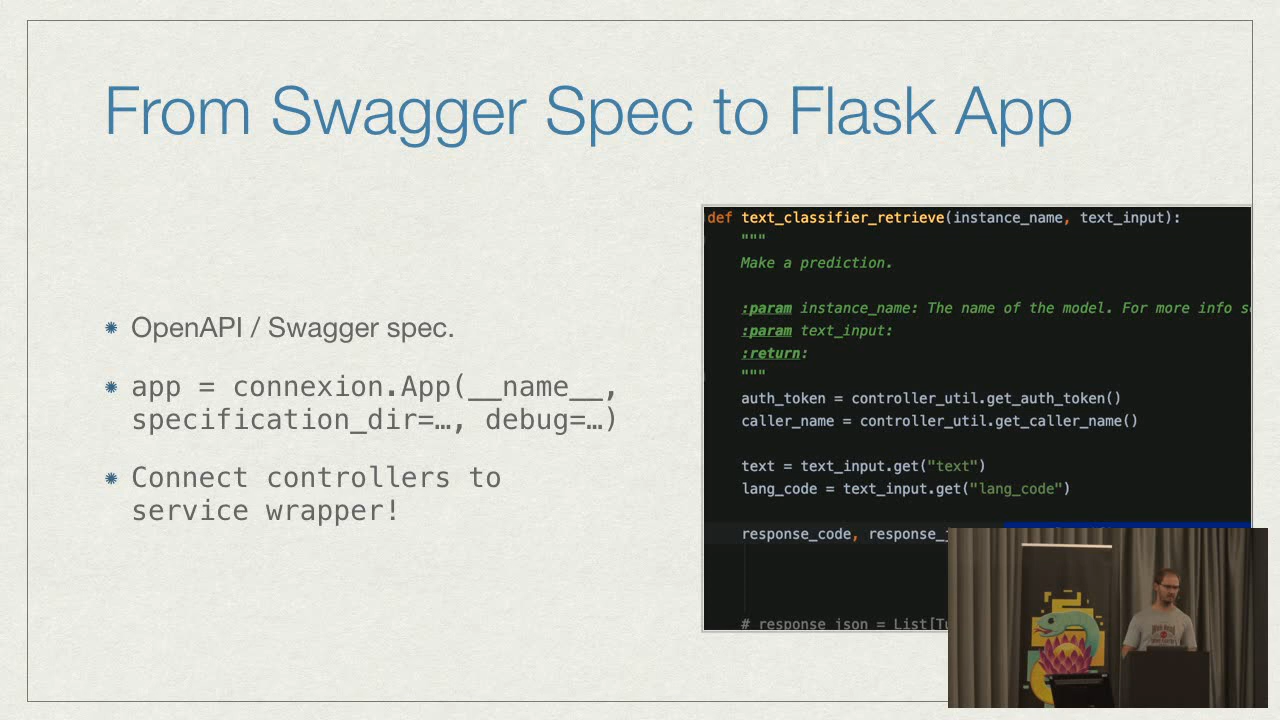 From Swagger Spec to Flask App
OpenAPI / Swagger spec.
app = connexion.App(__name__,
specification_dir=…, debug=…)
Connect controllers to
service wrapper!
def text_classifier_retrieve(instance_name, text_input):
"""
Make a prediction.
:param instance_name: The name of the model. For more info
:param text_input:
:return:
"""
auth_token = controller_util.get_auth_token()
caller_name = controller_util.get_caller_name()
text = text_input.get("text")
lang_code = text_input.get("lang_code")
response_code,
# response_json = List[